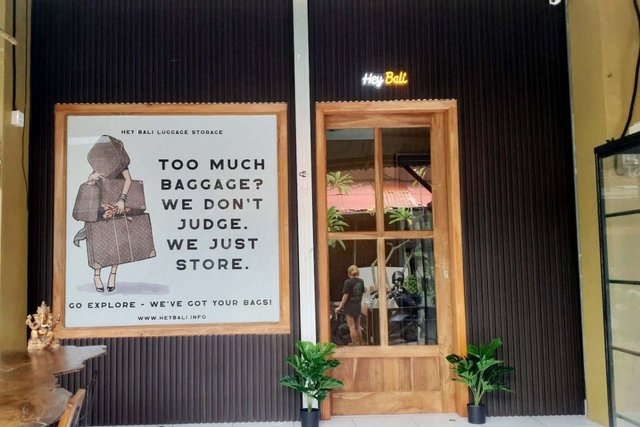 Hey Bali
HEY BALI LUGGAGE STORAGE
TOO MUCH
BAGGAGE?
WE DON'T
JUDGE.
WE JUST
STORE.
GO EXPLORE - WE'VE GOT YOUR BAGS!
WWW.HEYBALI.INFO